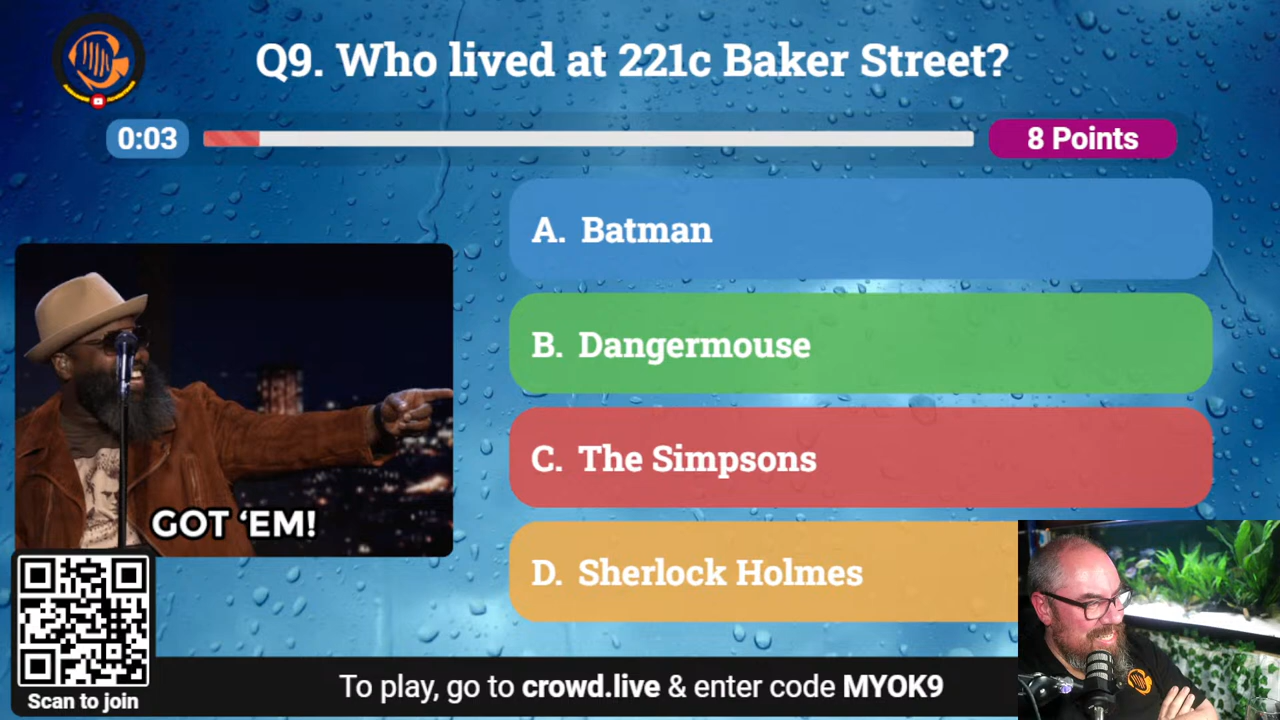 Q9. Who lived at 221c Baker Street?
0:03
8 Points
A. Batman
B. Dangermouse
C. The Simpsons
D. Sherlock Holmes
GOT ‘EM!
Scan to join
To play, go to crowd.live & enter code MYOK9